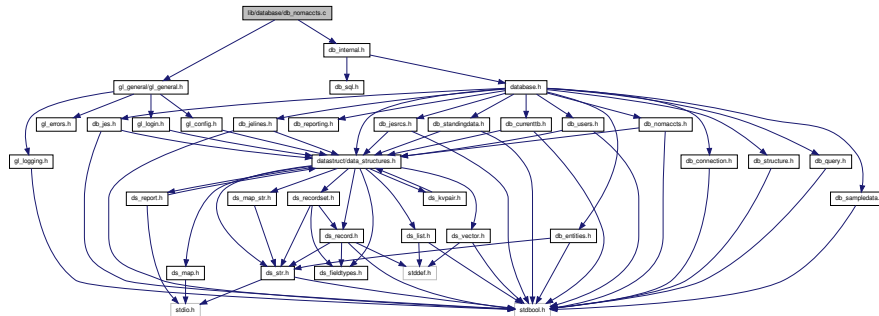 lib/database/db_nomaccts.c
db_internal.h
gl_general/gl_general.h
db_sql.h
database.h
gl_errors.h
db_jes.h
gl_login.h
gl_config.h
db_jelines.h
db_reporting.h
db_jesrcs.h
db_standingdata.h
db_currenttb.h
db_users.h
db_nomaccts.h
gl_logging.h
datastruct/data_structures.h
db_connection.h
db_structure.h
db_query.h
ds_report.h
ds_map_str.h
ds_recordset.h
ds_kvpair.h
db_sampledata.h
ds_record.h
ds_list.h
ds_vector.h
db_entities.h
ds_map.h
ds_str.h
ds_fieldtypes.h
stddef.h
stdio.h
stdbool.h